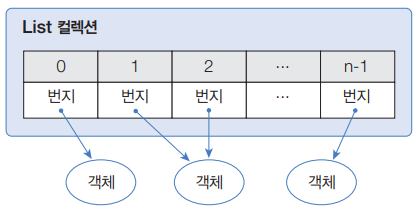 List 컬렉션
0 1 2 ... n-1
번지 번지 번지 ... 번지
객체 객체 객체